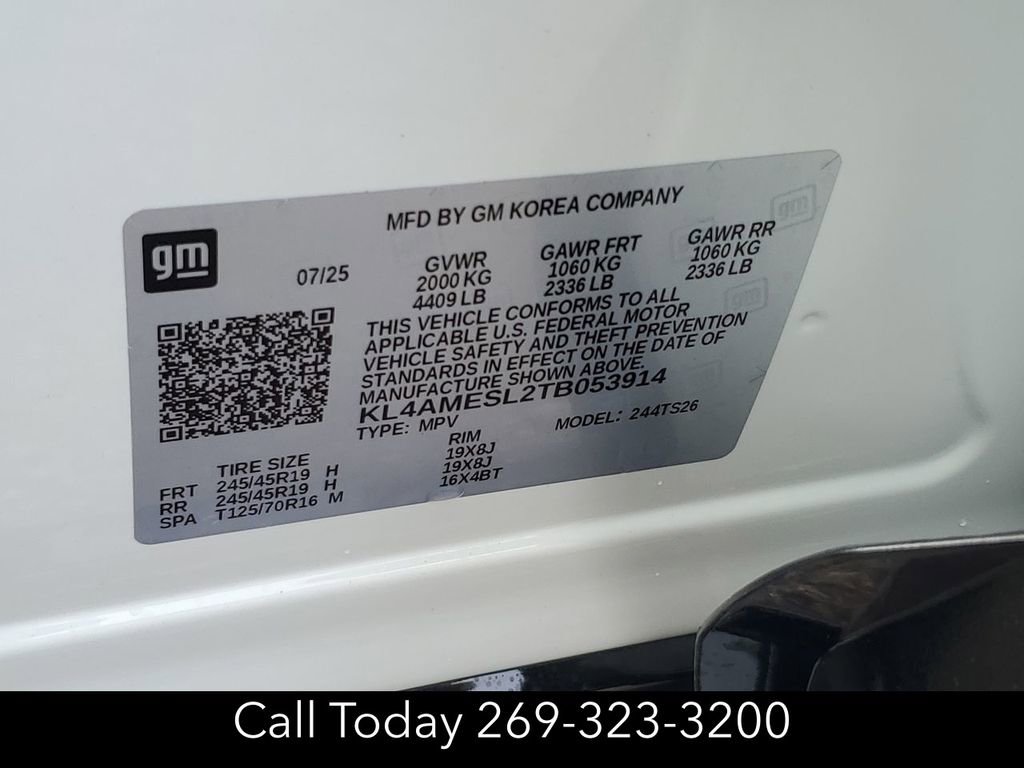 MFD BY GM KOREA COMPANY
gm
07/25
GVWR GAWR FRT GAWR RR
2000 KG 1060 KG 1060 KG
4409 LB 2336 LB 2336 LB
THIS VEHICLE CONFORMS TO ALL
APPLICABLE U.S. FEDERAL MOTOR
VEHICLE SAFETY AND THEFT PREVENTION
STANDARDS IN EFFECT ON THE DATE OF
MANUFACTURE SHOWN ABOVE.
KL4AMESL2TB053914
TYPE: MPV MODEL: 244TS26
TIRE SIZE RIM
FRT 245/45R19 H 19X8J
RR 245/45R19 H 19X8J
SPA T125/70R16 M 16X4BT
Call Today 269-323-3200